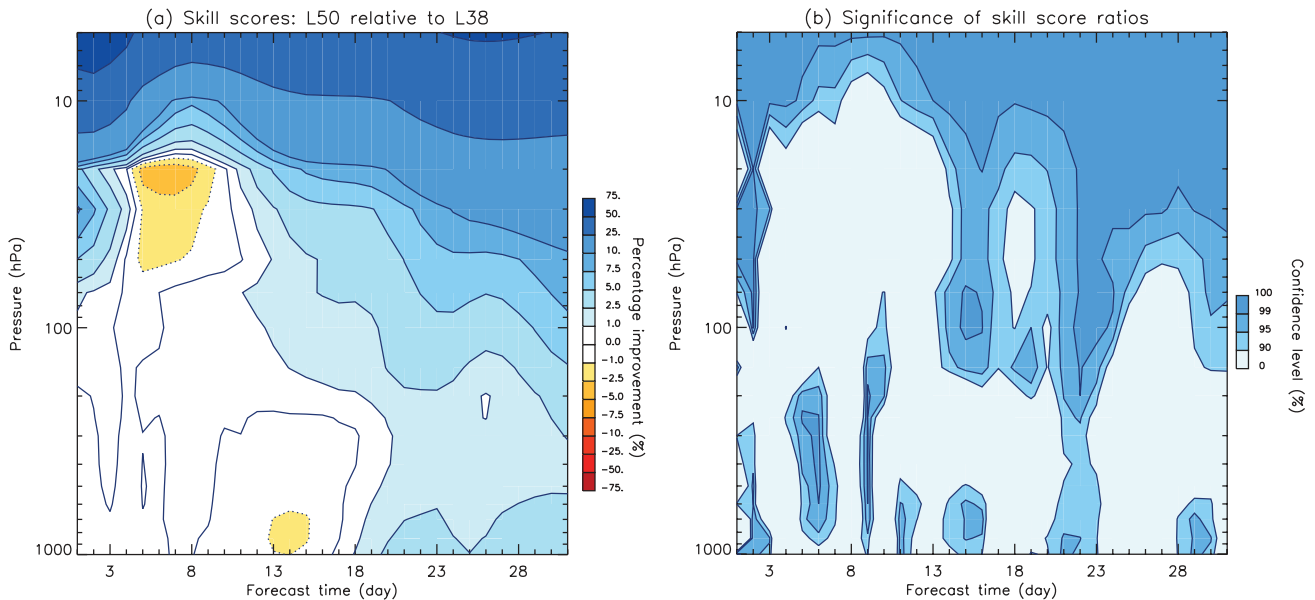 (a) Skill scores: L50 relative to L38
Pressure (hPa)
10
100
1000
3 8 13 18 23 28
Forecast time (day)
75.
50.
25.
10.
7.5
5.0
2.5
1.0
0.0
−1.0
−2.5
−5.0
−7.5
−10.
−25.
−50.
−75.
Percentage improvement (%)
(b) Significance of skill score ratios
Pressure (hPa)
10
100
1000
3 8 13 18 23 28
Forecast time (day)
100
99
95
90
0
Confidence level (%)